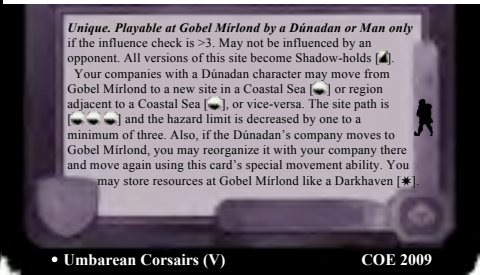 Unique. Playable at Gobel Mírlond by a Dúnadan or Man only
if the influence check is >3. May not be influenced by an
opponent. All versions of this site become Shadow-holds [].
Your companies with a Dúnadan character may move from
Gobel Mírlond to a new site in a Coastal Sea [] or region
adjacent to a Coastal Sea [], or vice-versa. The site path is
[] and the hazard limit is decreased by one to a
minimum of three. Also, if the Dúnadan's company moves to
Gobel Mírlond, you may reorganize it with your company there
and move again using this card's special movement ability. You
may store resources at Gobel Mírlond like a Darkhaven [].
• Umbarean Corsairs (V) COE 2009